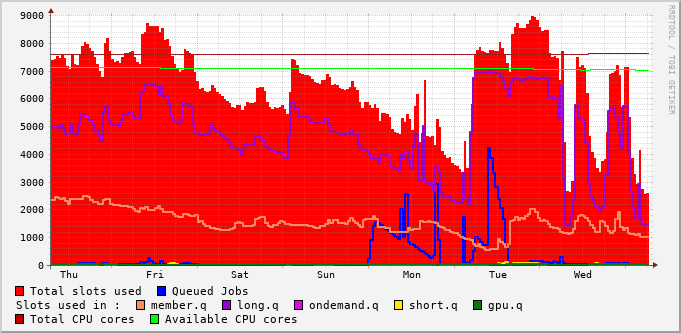 9000
8000
7000
6000
5000
4000
3000
2000
1000
0
Thu Fri Sat Sun Mon Tue Wed
RRDTOOL / TOBI OETIKER
Total slots used Queued Jobs
Slots used in : member.q long.q ondemand.q short.q gpu.q
Total CPU cores Available CPU cores